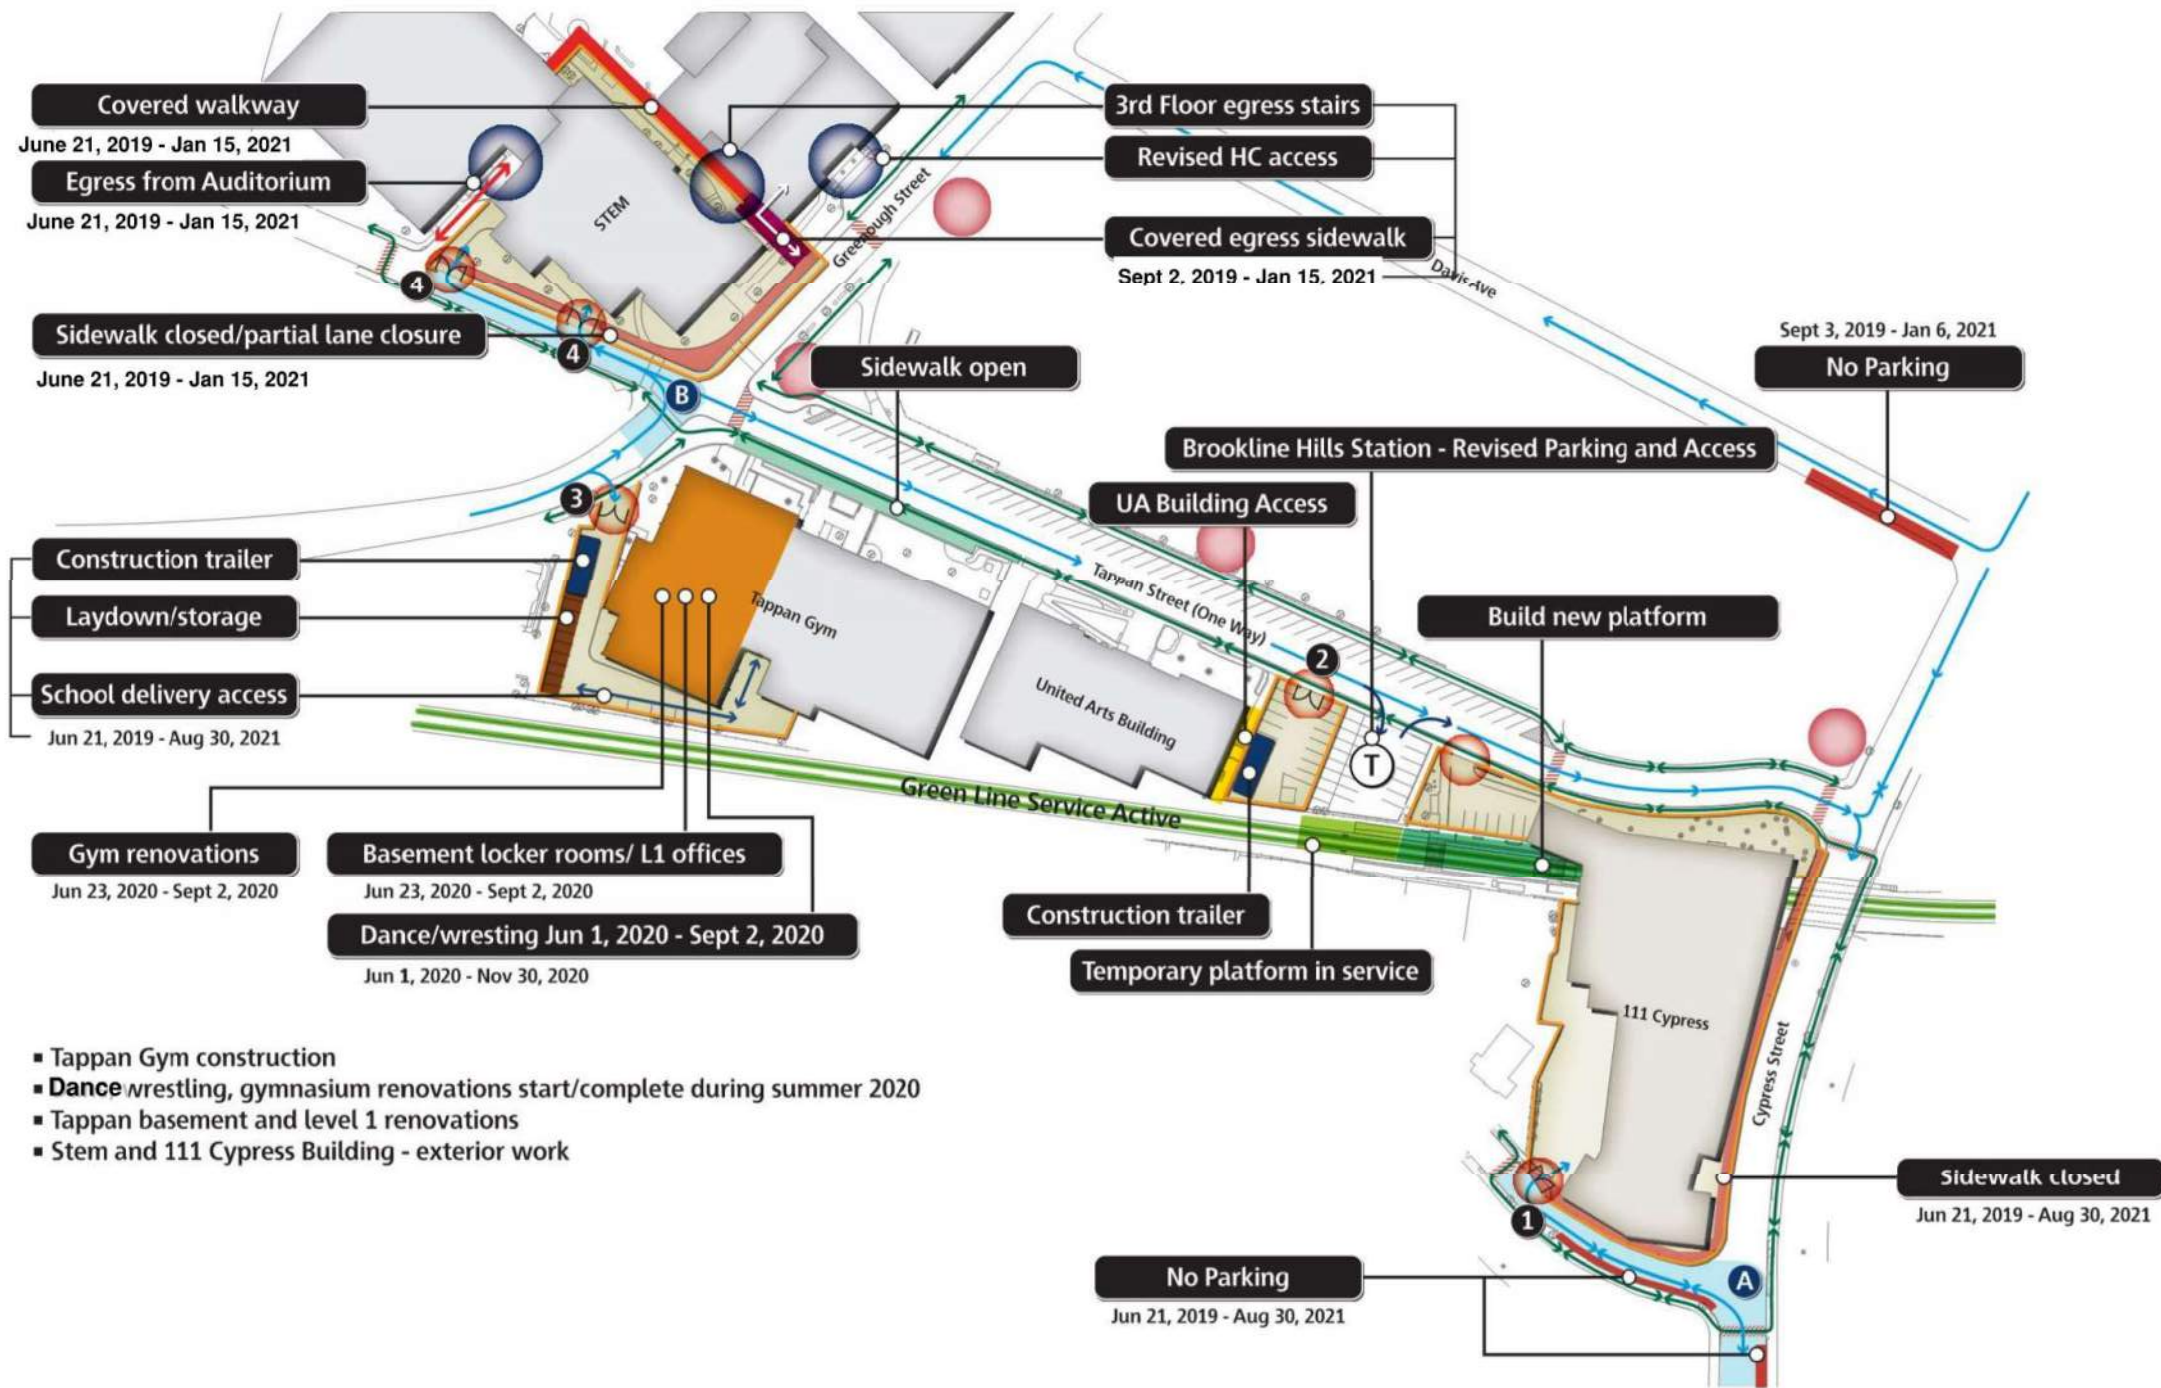 Covered walkway
June 21, 2019 - Jan 15, 2021
Egress from Auditorium
June 21, 2019 - Jan 15, 2021
4
Sidewalk closed/partial lane closure
June 21, 2019 - Jan 15, 2021
4
B
STEM
Greenough Street
3rd Floor egress stairs
Revised HC access
Covered egress sidewalk
Sept 2, 2019 - Jan 15, 2021
Davis Ave
Sept 3, 2019 - Jan 6, 2021
No Parking
Sidewalk open
Brookline Hills Station - Revised Parking and Access
UA Building Access
3
Construction trailer
Laydown/storage
School delivery access
Jun 21, 2019 - Aug 30, 2021
Tappan Gym
Tappan Street (One Way)
Build new platform
2
United Arts Building
T
Green Line Service Active
Gym renovations
Jun 23, 2020 - Sept 2, 2020
Basement locker rooms/ L1 offices
Jun 23, 2020 - Sept 2, 2020
Dance/wresting Jun 1, 2020 - Sept 2, 2020
Jun 1, 2020 - Nov 30, 2020
Construction trailer
Temporary platform in service
111 Cypress
Cypress Street
▪ Tappan Gym construction
▪ Dance wrestling, gymnasium renovations start/complete during summer 2020
▪ Tappan basement and level 1 renovations
▪ Stem and 111 Cypress Building - exterior work
1
Sidewalk closed
Jun 21, 2019 - Aug 30, 2021
No Parking
Jun 21, 2019 - Aug 30, 2021
A